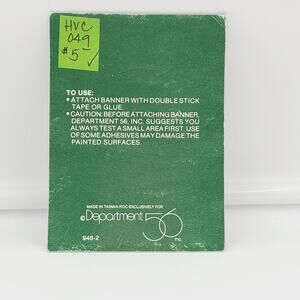 HVC
049
$5- ✓
TO USE:
• ATTACH BANNER WITH DOUBLE STICK
TAPE OR GLUE.
• CAUTION: BEFORE ATTACHING BANNER,
DEPARTMENT 56, INC. SUGGESTS YOU
ALWAYS TEST A SMALL AREA FIRST. USE
OF SOME ADHESIVES MAY DAMAGE THE
PAINTED SURFACES.
MADE IN TAIWAN ROC EXCLUSIVELY FOR
©Department 56 inc.
948-2